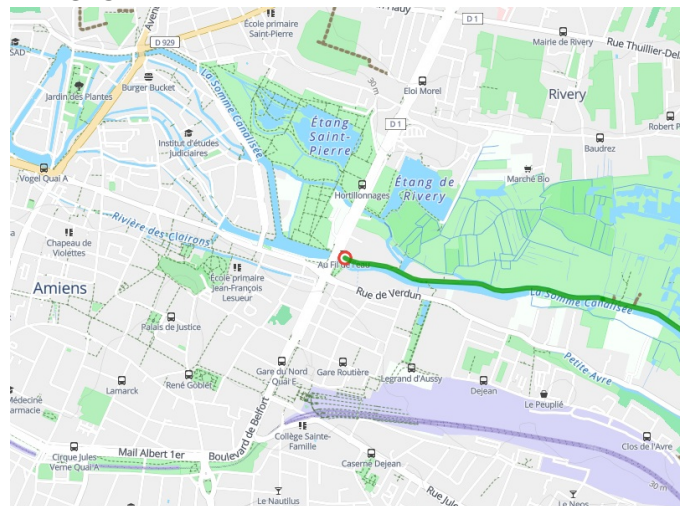 École primaire
Saint-Pierre
D 1
Mairie de Rivery
Rue Thuillier-Del
Avenu
D 929
SAD
Burger Bucket
Jardin des Plantes
La Somme Canalisée
30 m
Eloi Morel
Rivery
Étang
Saint-
Pierre
D 1
Robert P
Institut d'études
Judiciaires
Baudrez
Vogel Quai A
Marché Bio
Étang de
Rivery
Hortillonnages
Rivière des Clairons
Chapeau de
Violettes
Au Fil de l'eau
École primaire
Jean-François
Lesueur
Amiens
Rue de Verdun
La Somme Canalisée
Palais de Justice
Petite Avre
Gare du Nord
Quai E
Gare Routière
Legrand d'Aussy
Lamarck
René Goblet
Dejean
Le Peuplié
Médecine
armacie
Boulevard de Belfort
Collège Sainte-
Famille
Clos de l'Avre
Mail Albert 1er
Cirque Jules
Verne Quai A
Caserne Dejean
30 m
Rue Jule
Le Nautilus
Le Neos